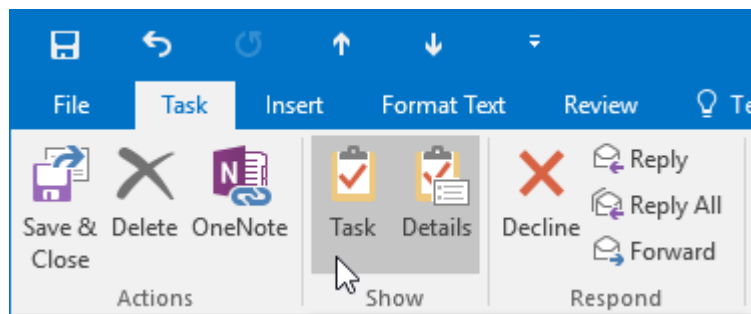 File Task Insert Format Text Review Te
Save & Close
Delete
OneNote
Task
Details
Decline
Reply
Reply All
Forward
Actions Show Respond